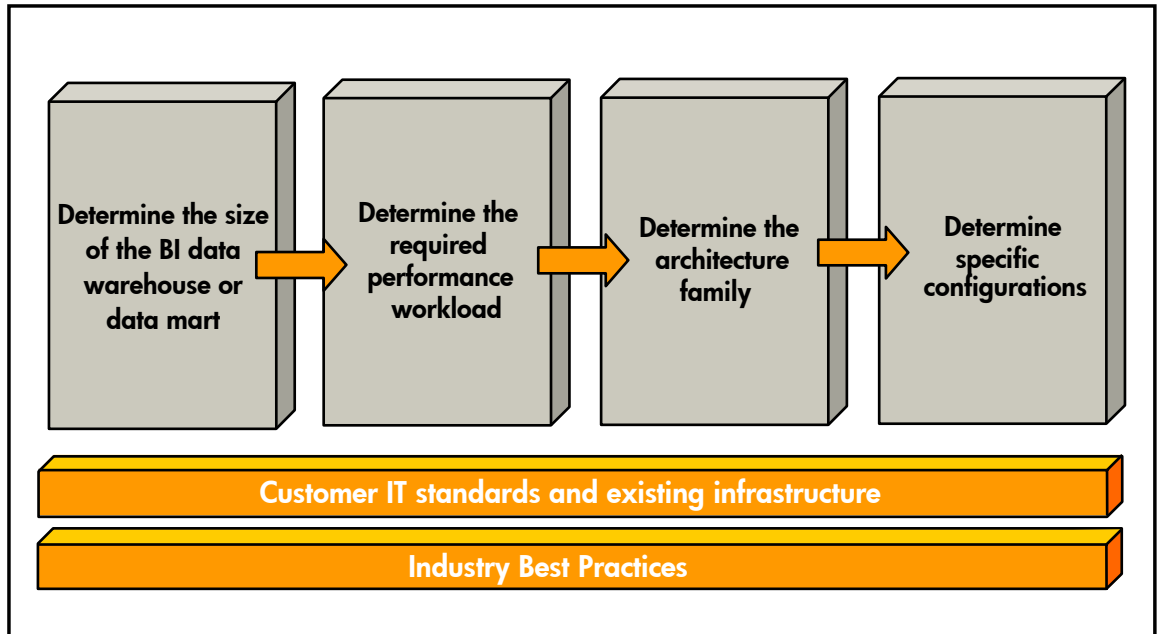 Determine the size
of the BI data
warehouse or
data mart
Determine the
required
performance
workload
Determine the
architecture
family
Determine
specific
configurations
Customer IT standards and existing infrastructure
Industry Best Practices